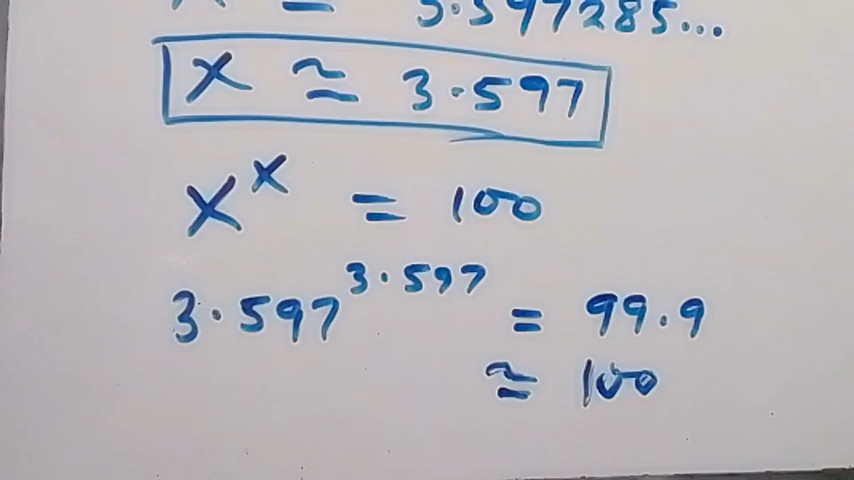 x = 3.597285...
x ≅ 3.597
x^x = 100
3.597^3.597 = 99.9
≅ 100